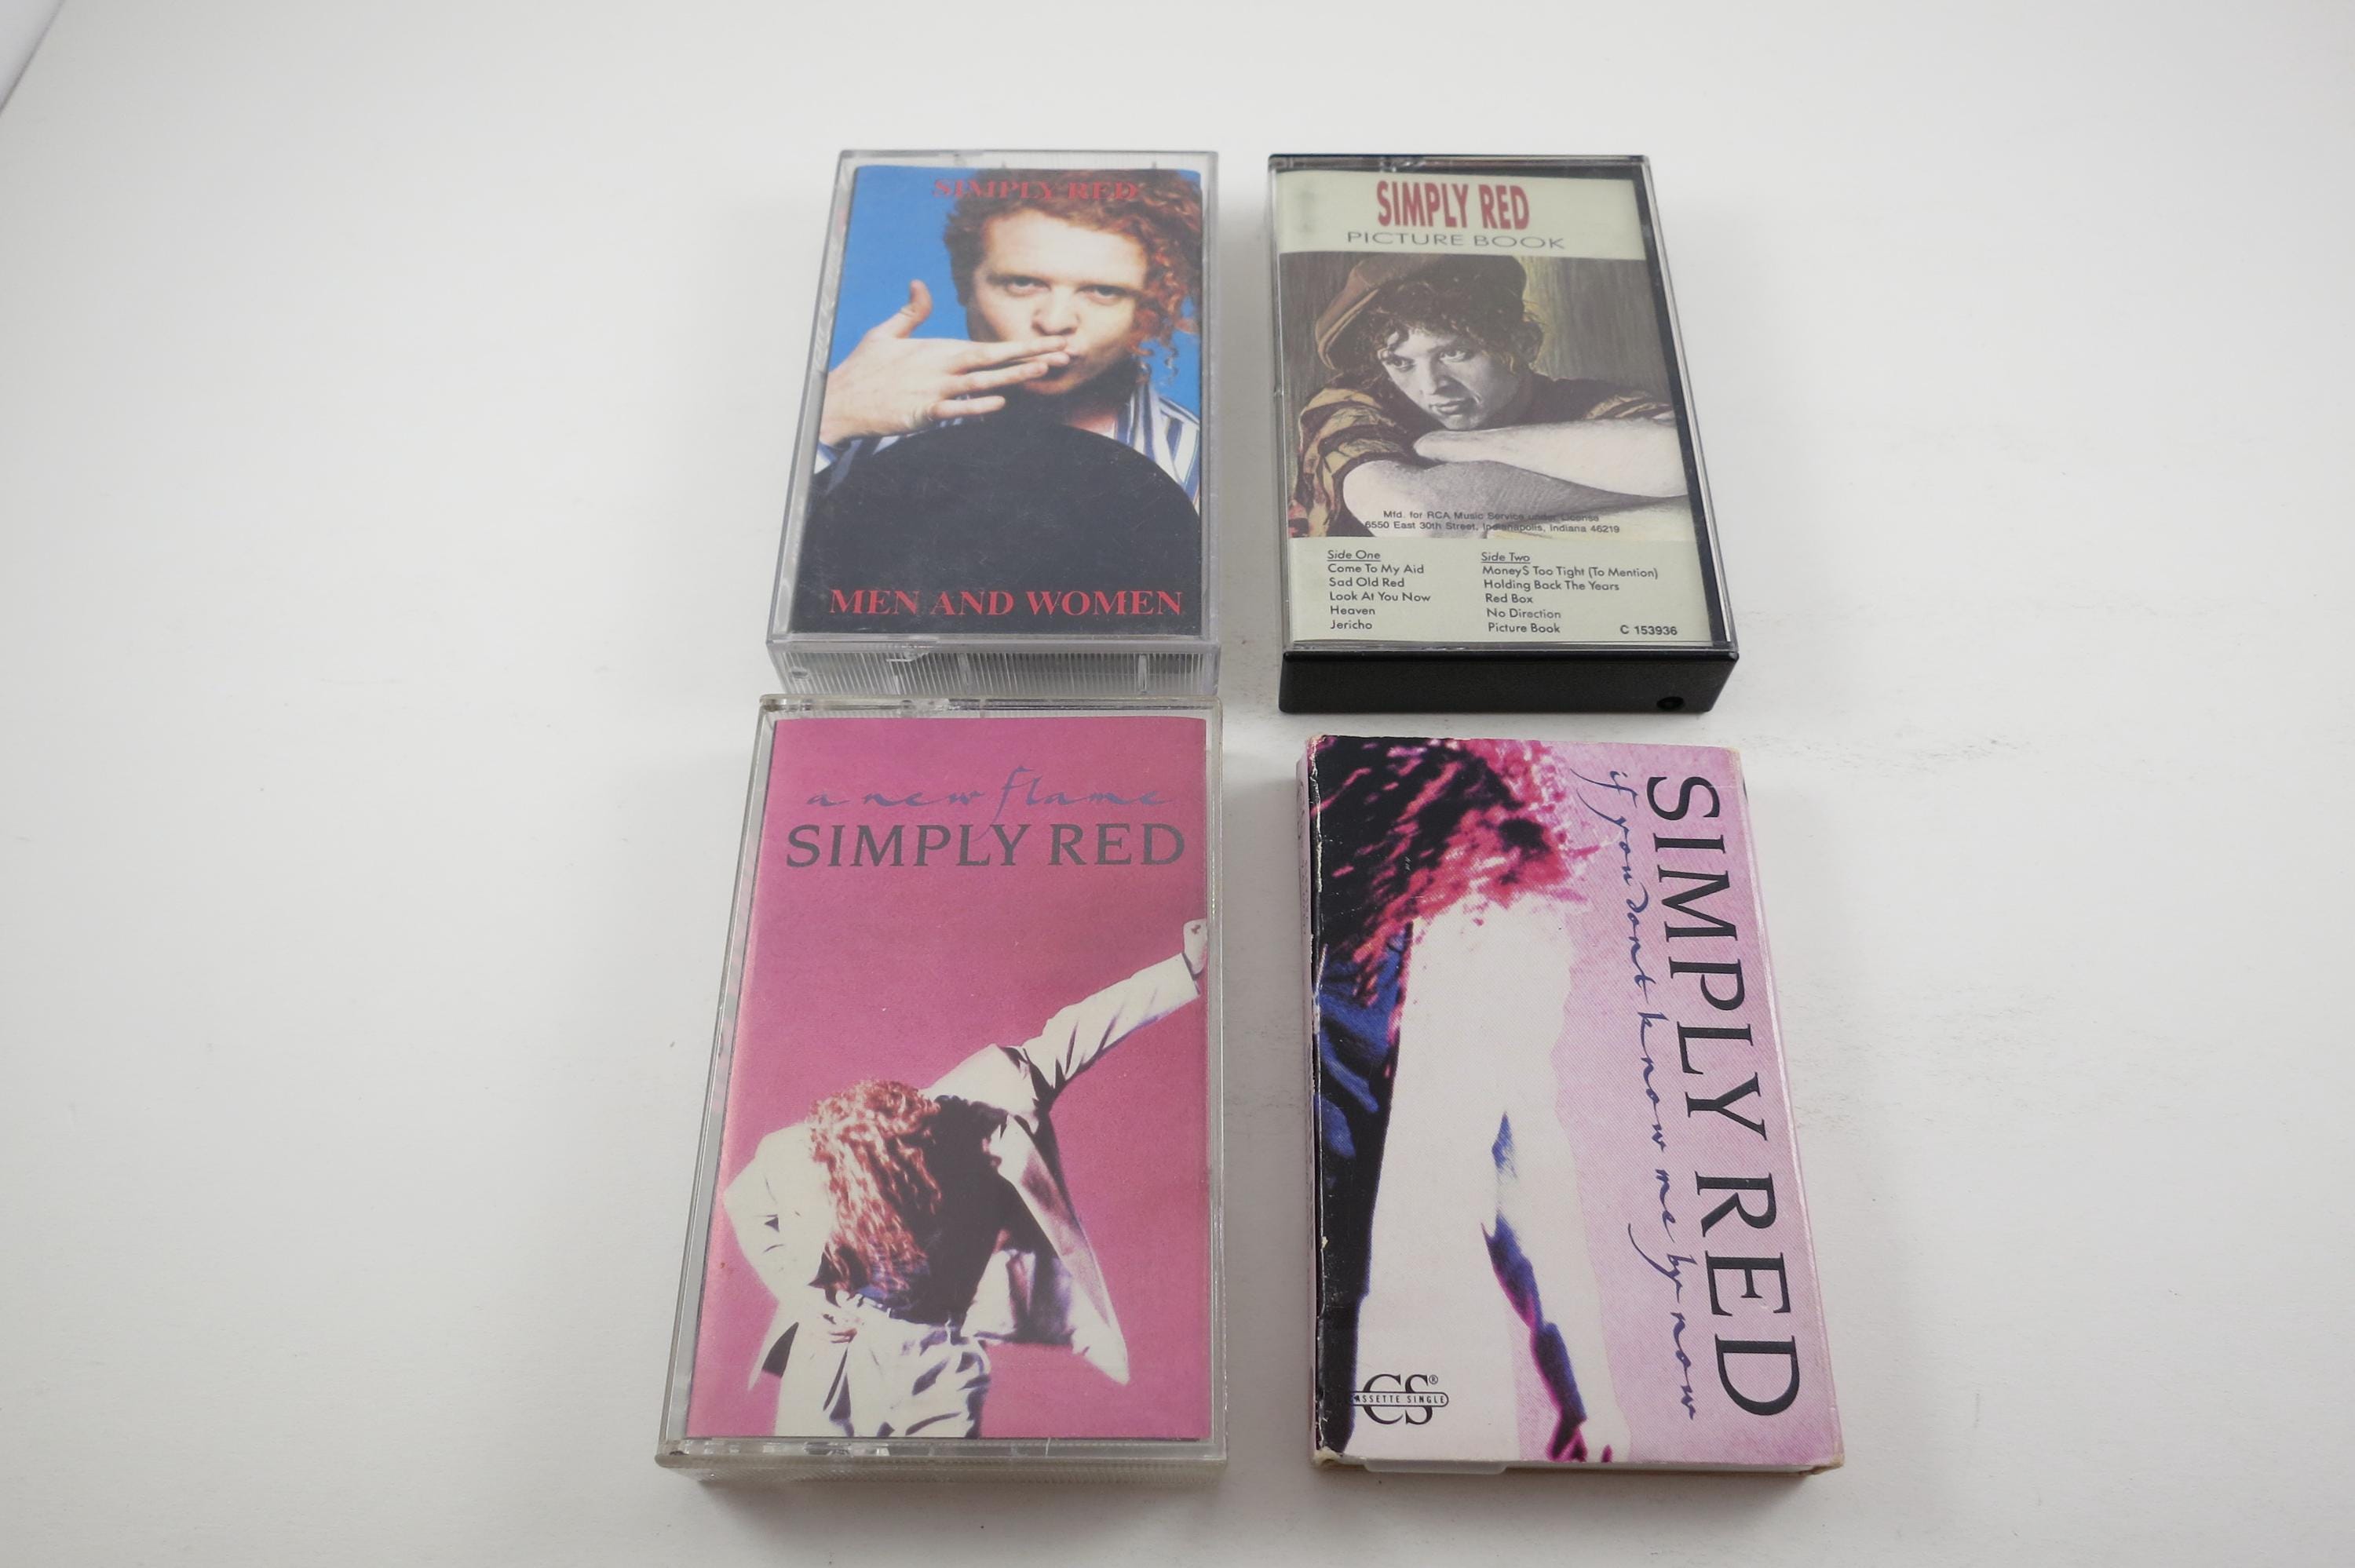 SIMPLY RED
MEN AND WOMEN
SIMPLY RED
PICTURE BOOK
Mfd. for RCA Music Service under License
6550 East 30th Street, Indianapolis, Indiana 46219
Side One
Come To My Aid
Sad Old Red
Look At You Now
Heaven
Jericho
Side Two
Money$ Too Tight (To Mention)
Holding Back The Years
Red Box
No Direction
Picture Book
C 153936
a new flame
SIMPLY RED
SIMPLY RED
if you don't know me by now
CS®
CASSETTE SINGLE